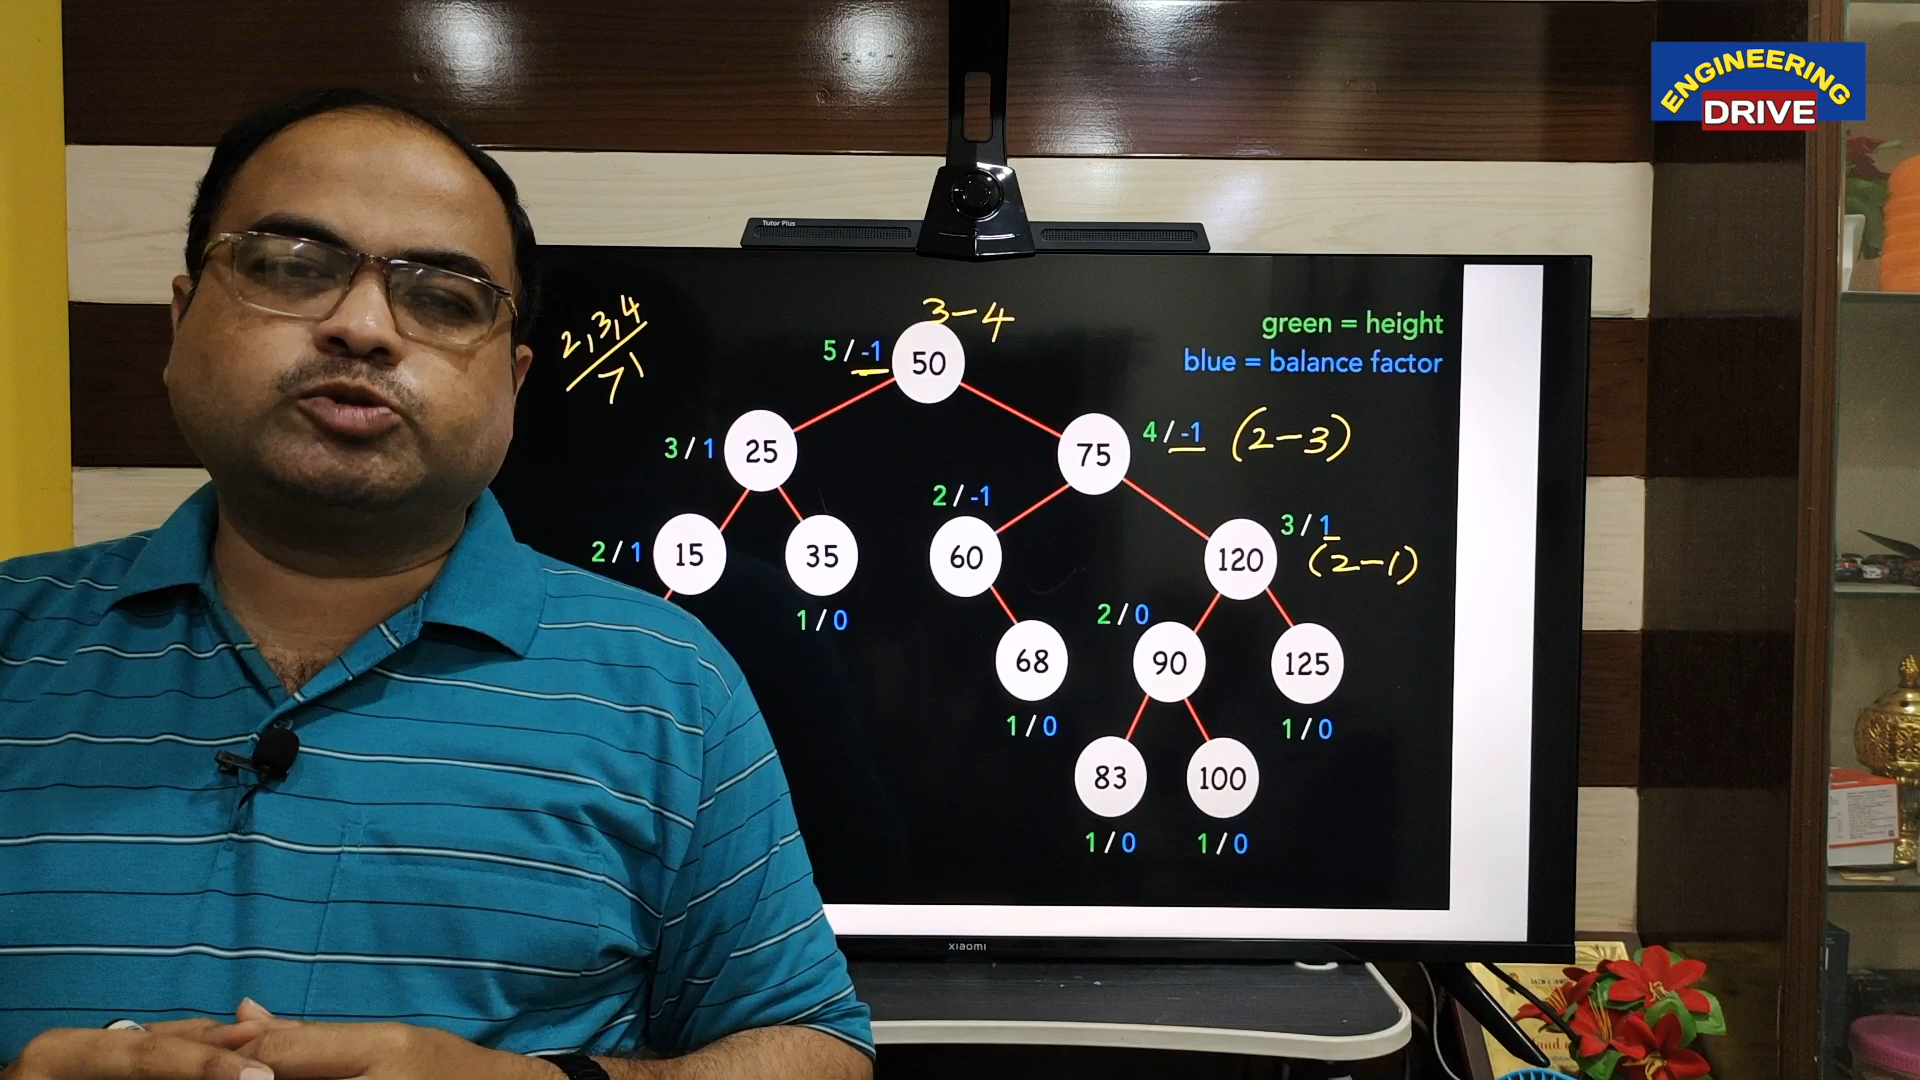 ENGINEERING
DRIVE
Tutor Plus
2,3,4
71
3-4
green = height
blue = balance factor
5 / -1
50
3 / 1
25
75
4 / -1 (2-3)
2 / 1
15
35
1 / 0
2 / -1
60
120
3 / 1
(2-1)
68
1 / 0
2 / 0
90
125
1 / 0
83
1 / 0
100
1 / 0
xiaomi